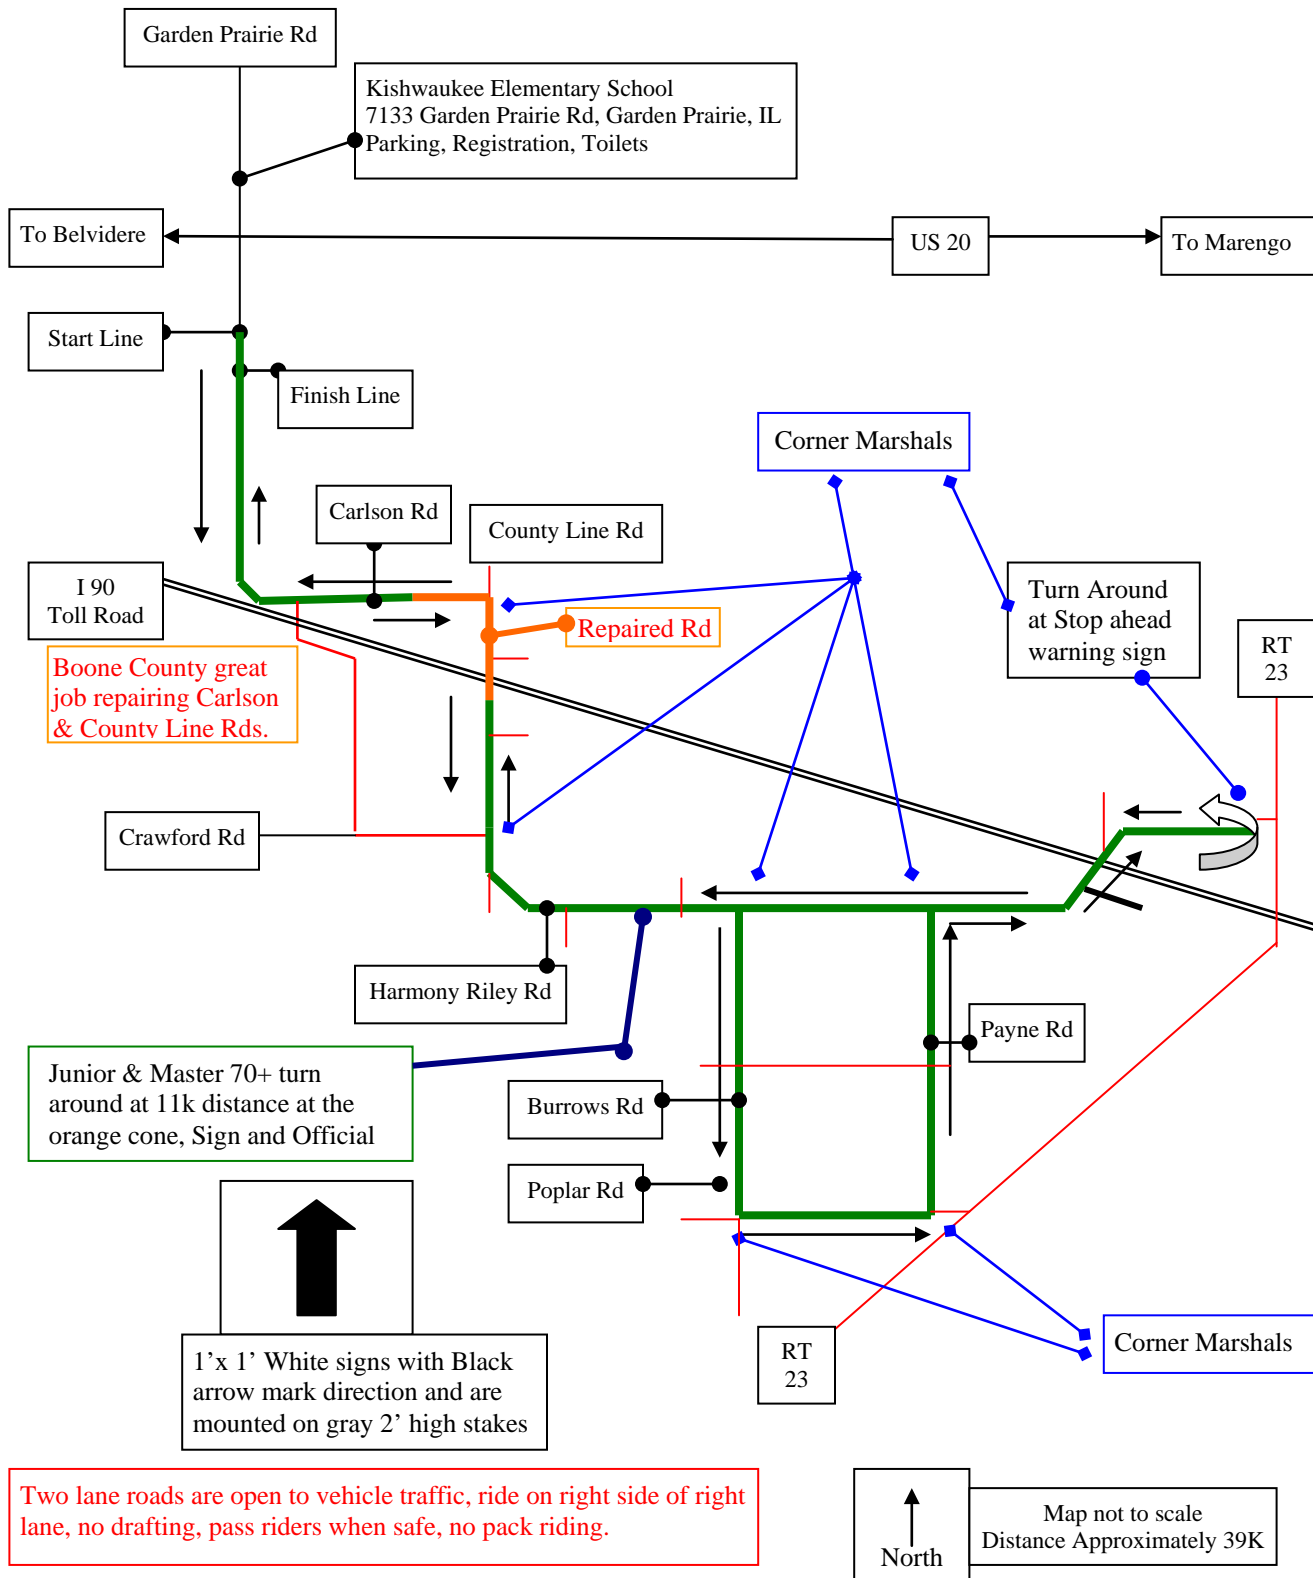 Garden Prairie Rd
Kishwaukee Elementary School
7133 Garden Prairie Rd, Garden Prairie, IL
Parking, Registration, Toilets
To Belvidere
US 20
To Marengo
Start Line
Finish Line
Corner Marshals
Carlson Rd
County Line Rd
I 90
Toll Road
Turn Around
at Stop ahead
warning sign
Repaired Rd
RT
23
Boone County great
job repairing Carlson
& County Line Rds.
Crawford Rd
Harmony Riley Rd
Payne Rd
Junior & Master 70+ turn
around at 11k distance at the
orange cone, Sign and Official
Burrows Rd
Poplar Rd
1’x 1’ White signs with Black
arrow mark direction and are
mounted on gray 2’ high stakes
RT
23
Corner Marshals
Two lane roads are open to vehicle traffic, ride on right side of right
lane, no drafting, pass riders when safe, no pack riding.
North
Map not to scale
Distance Approximately 39K